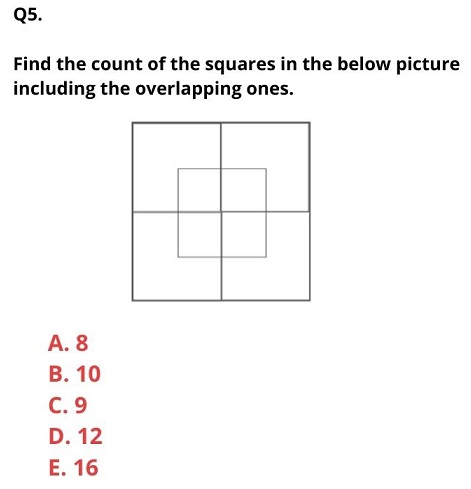 Q5.
Find the count of the squares in the below picture
including the overlapping ones.
A. 8
B. 10
C. 9
D. 12
E. 16